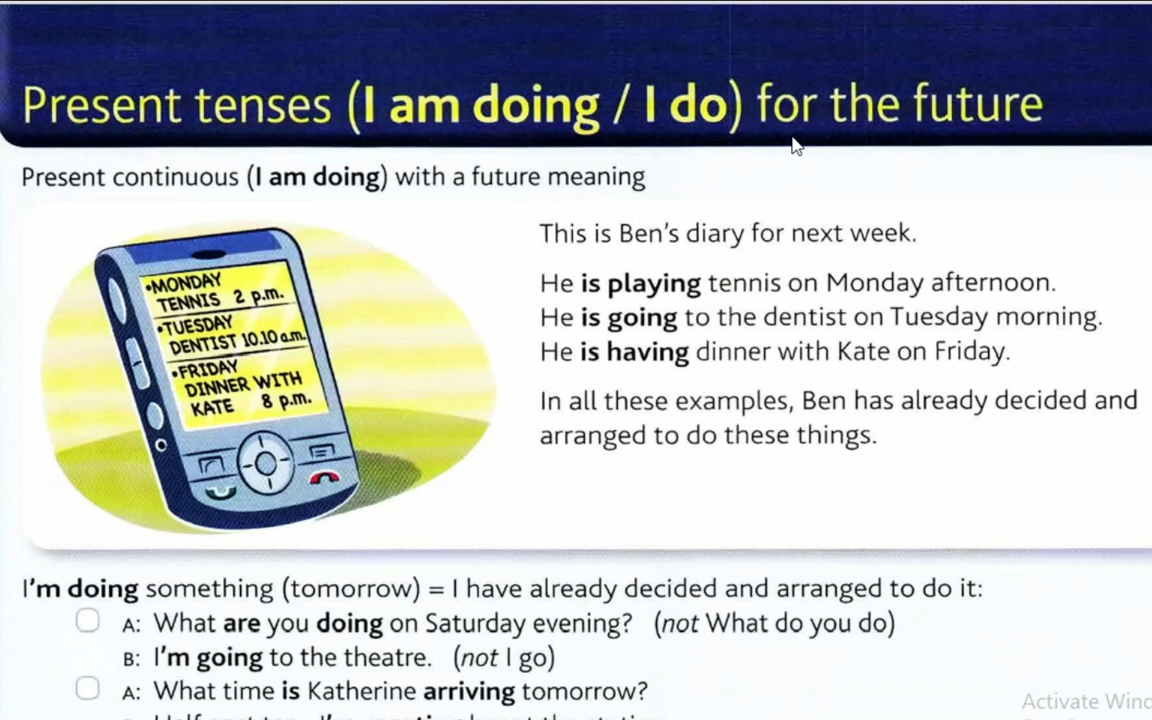 Present tenses (I am doing / I do) for the future
Present continuous (I am doing) with a future meaning
•MONDAY
TENNIS 2 p.m.
•TUESDAY
DENTIST 10.10 a.m.
•FRIDAY
DINNER WITH
KATE 8 p.m.
This is Ben's diary for next week.
He is playing tennis on Monday afternoon.
He is going to the dentist on Tuesday morning.
He is having dinner with Kate on Friday.
In all these examples, Ben has already decided and
arranged to do these things.
I'm doing something (tomorrow) = I have already decided and arranged to do it:
A: What are you doing on Saturday evening? (not What do you do)
B: I'm going to the theatre. (not I go)
A: What time is Katherine arriving tomorrow?
Activate Wind